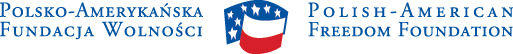 Polsko-Amerykańska
Fundacja Wolności
Polish-American
Freedom Foundation